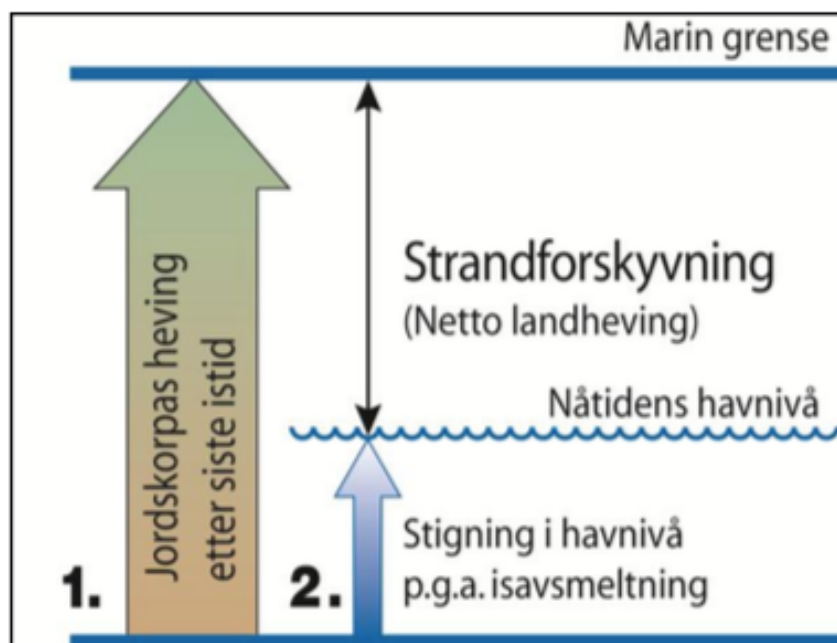 Marin grense
Jordskorpas heving
etter siste istid
Strandforskyvning
(Netto landheving)
Nåtidens havnivå
1.
2.
Stigning i havnivå
p.g.a. isavsmeltning